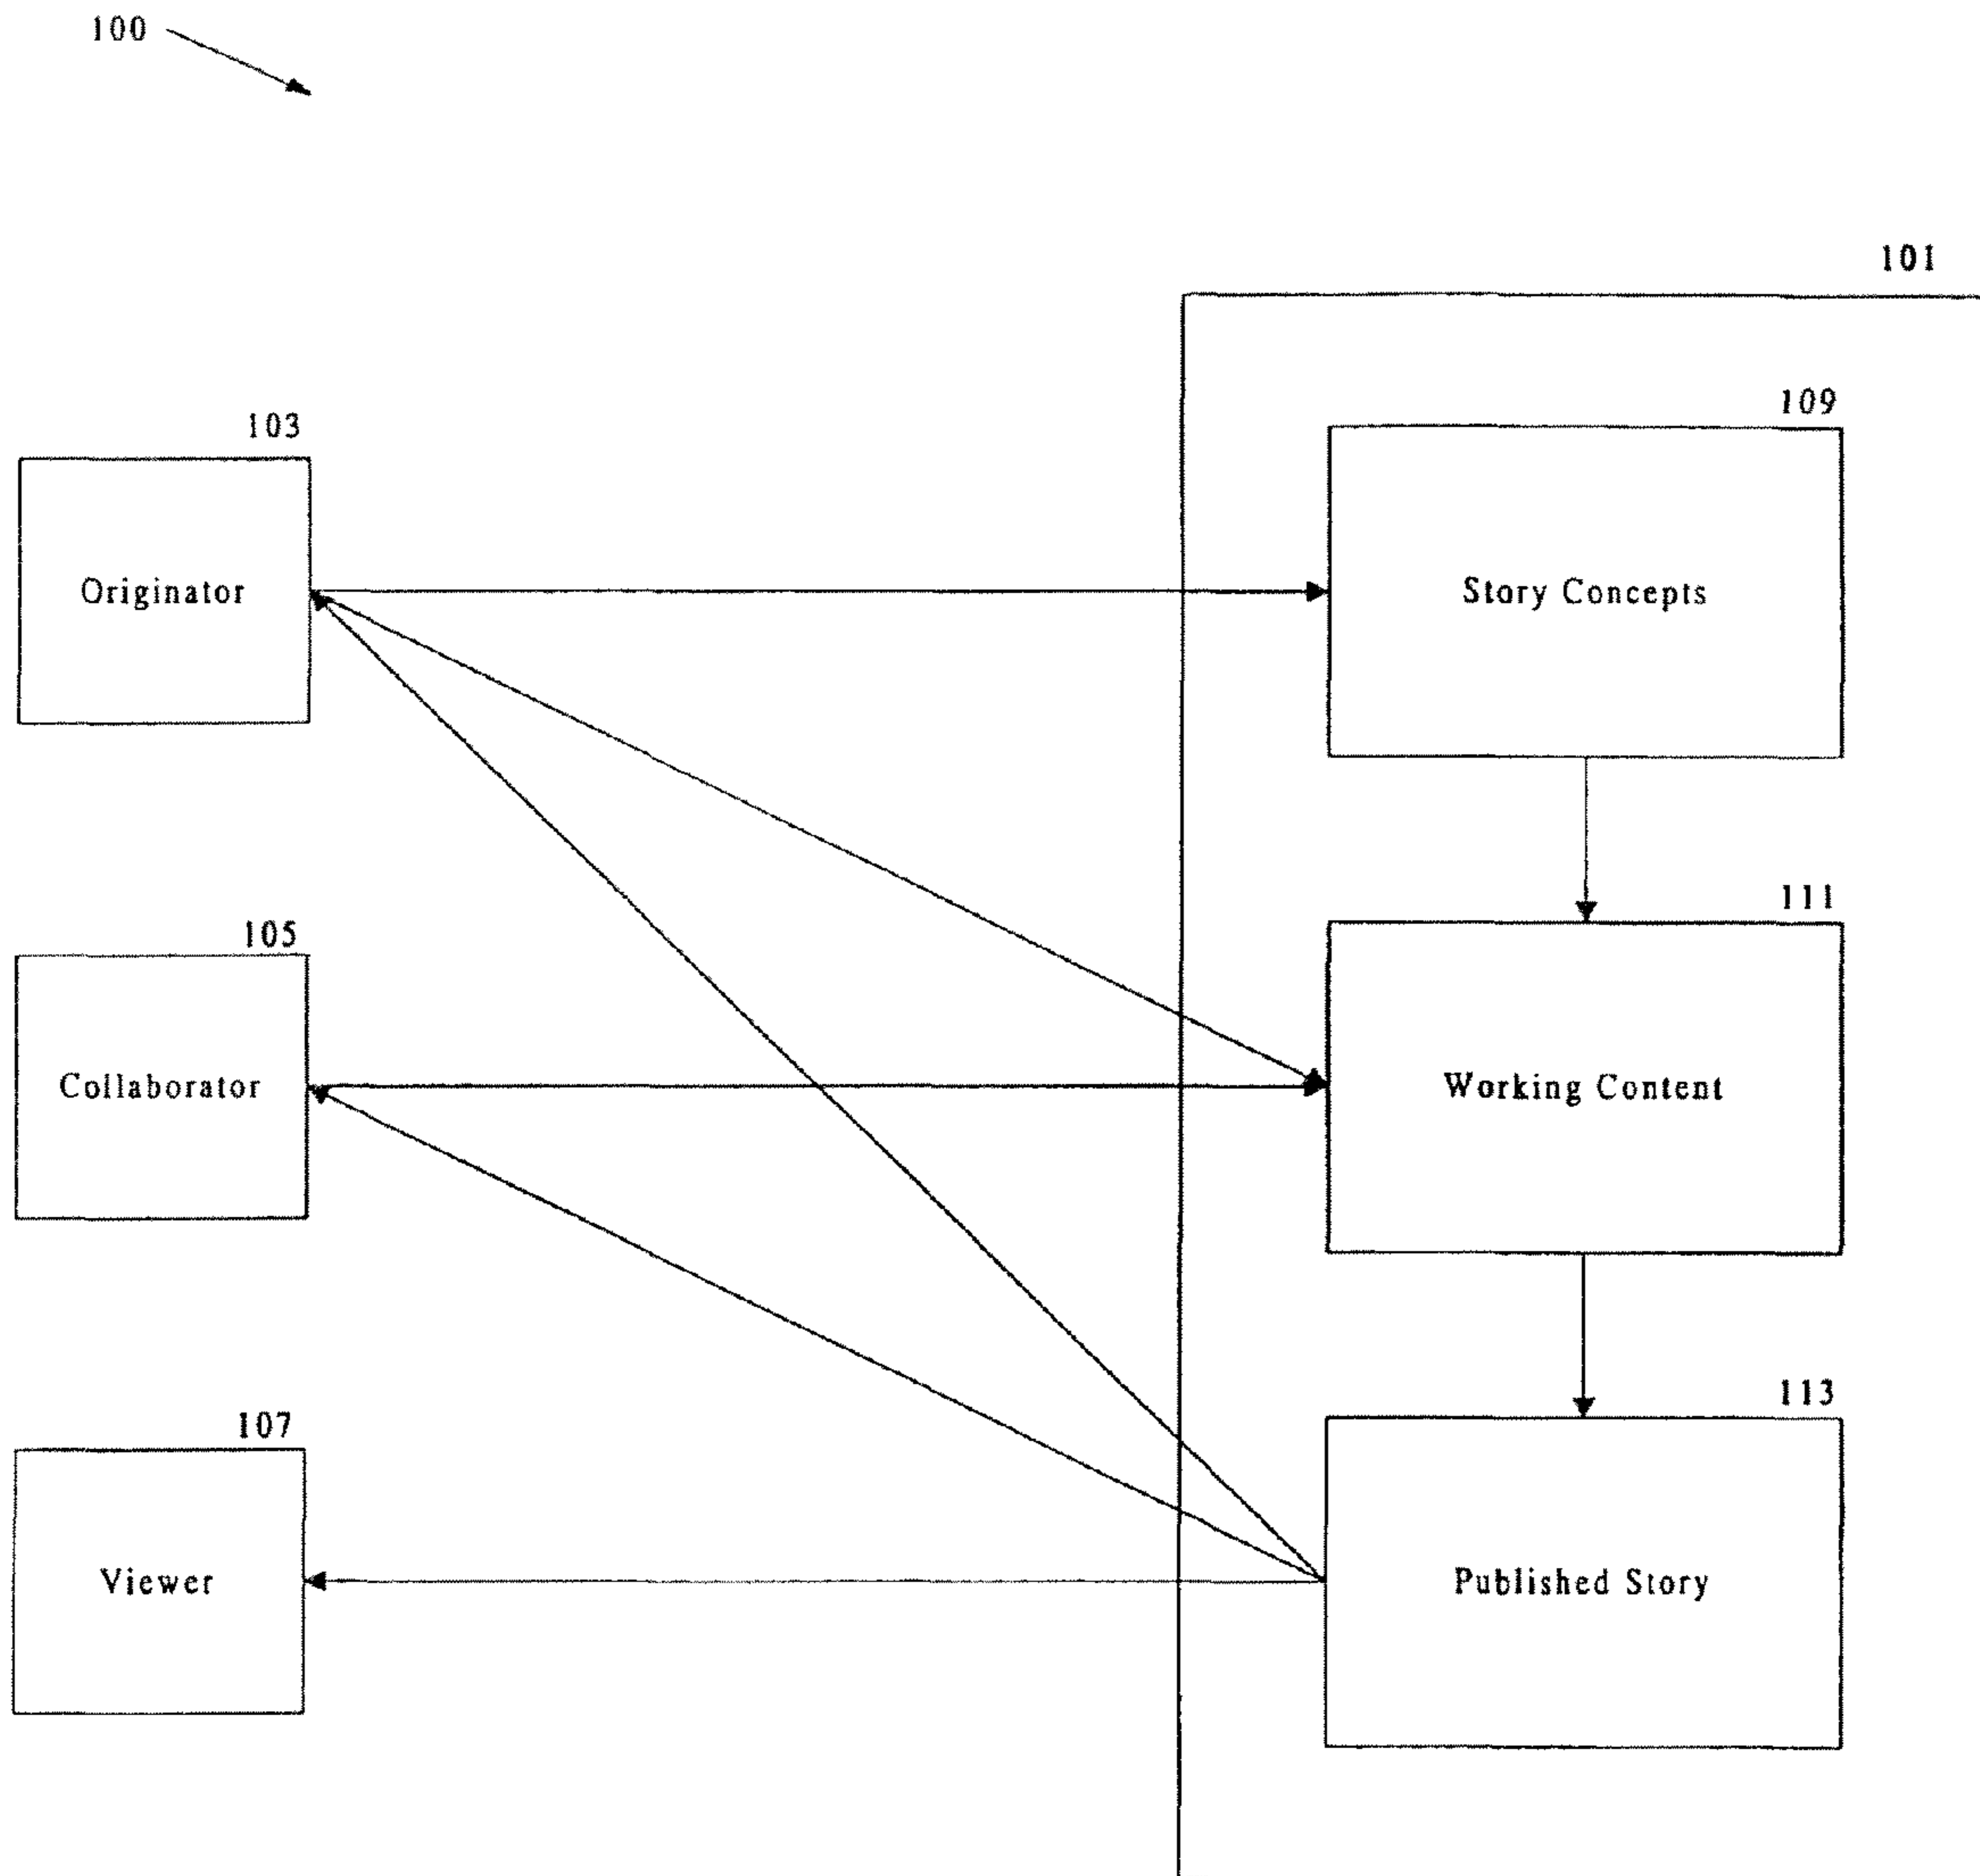 100
101
109
103
Originator
Story Concepts
111
105
Collaborator
Working Content
113
107
Viewer
Published Story